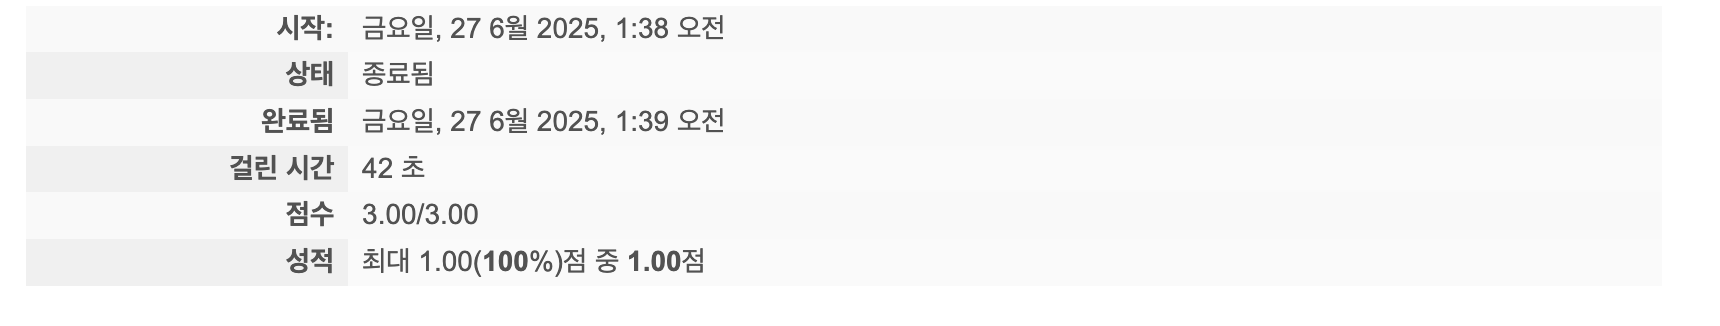 시작: 금요일, 27 6월 2025, 1:38 오전
상태 종료됨
완료됨 금요일, 27 6월 2025, 1:39 오전
걸린 시간 42 초
점수 3.00/3.00
성적 최대 1.00(100%)점 중 1.00점